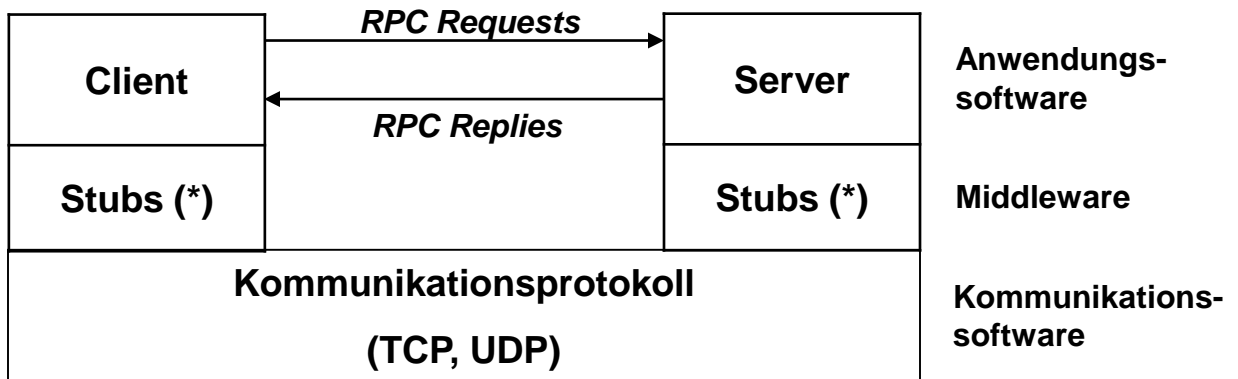 RPC Requests
Client
Server
Anwendungs-
software
RPC Replies
Stubs (*)
Stubs (*)
Middleware
Kommunikationsprotokoll
(TCP, UDP)
Kommunikations-
software